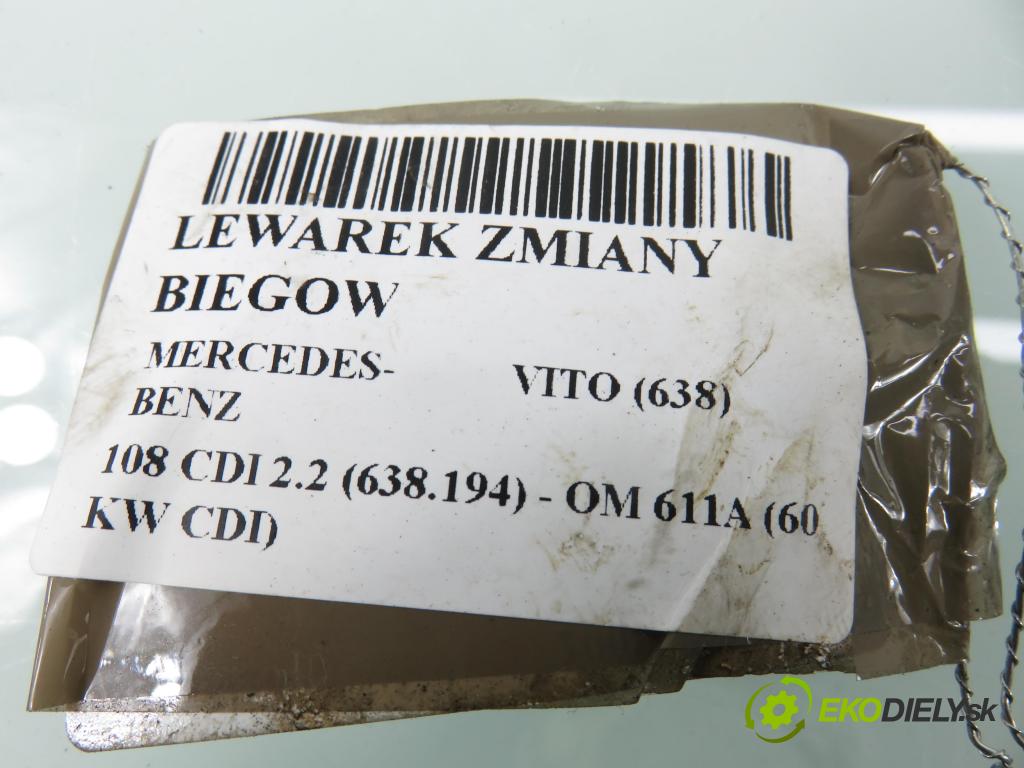 LEWAREK ZMIANY
BIEGOW
MERCEDES-
BENZ
VITO (638)
108 CDI 2.2 (638.194) - OM 611A (60
KW CDI)
EKODIELY.sk